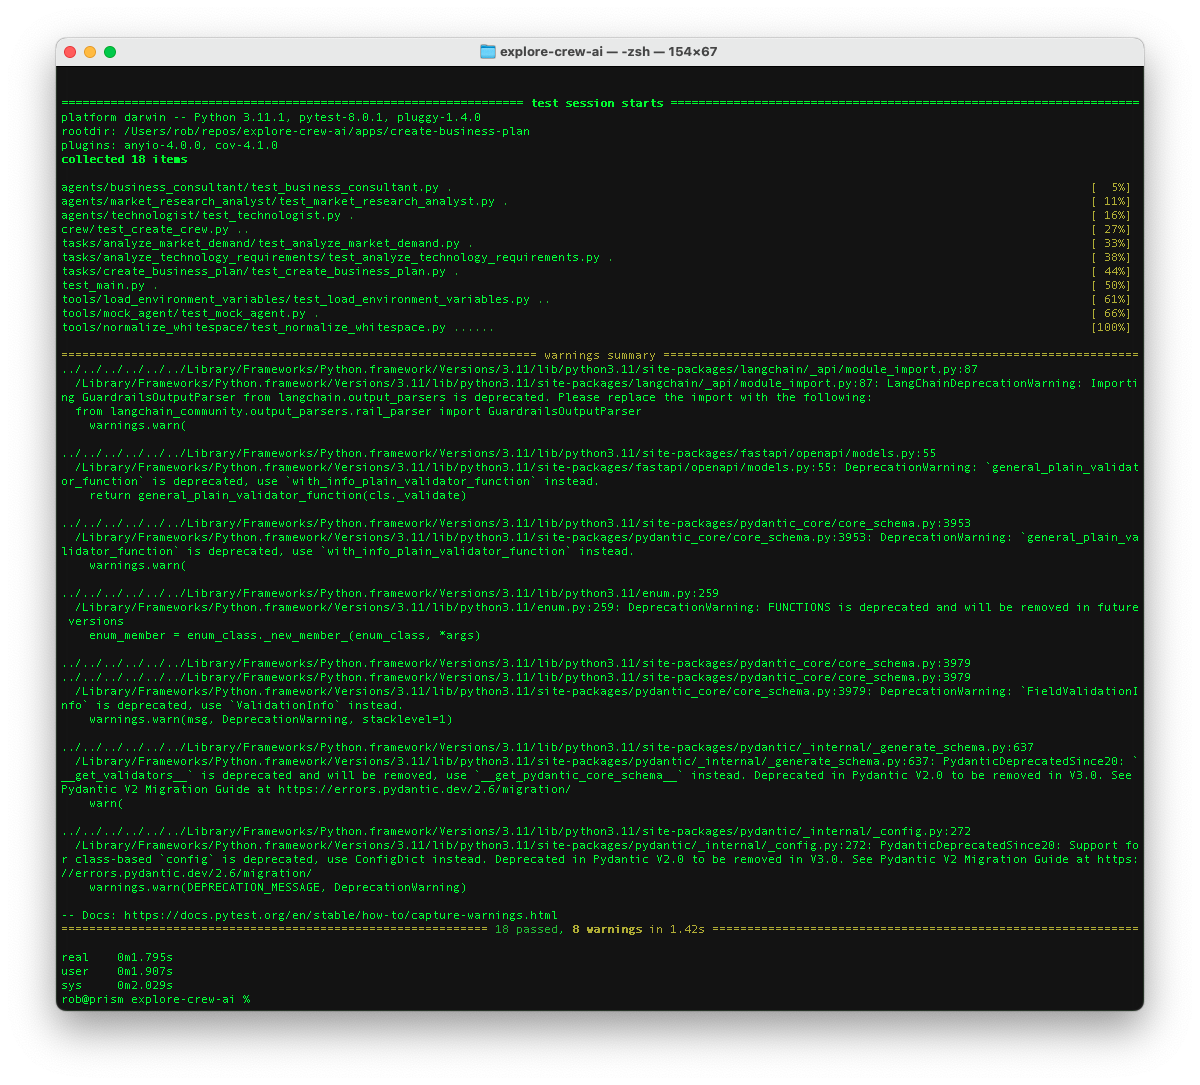 explore-crew-ai — -zsh — 154×67
============================= test session starts =============================
platform darwin -- Python 3.11.1, pytest-8.0.1, pluggy-1.4.0
rootdir: /Users/rob/repos/explore-crew-ai/apps/create-business-plan
plugins: anyio-4.0.0, cov-4.1.0
collected 18 items
agents/business_consultant/test_business_consultant.py . [  5%]
agents/market_research_analyst/test_market_research_analyst.py . [ 11%]
agents/technologist/test_technologist.py . [ 16%]
crew/test_create_crew.py .. [ 27%]
tasks/analyze_market_demand/test_analyze_market_demand.py . [ 33%]
tasks/analyze_technology_requirements/test_analyze_technology_requirements.py . [ 38%]
tasks/create_business_plan/test_create_business_plan.py . [ 44%]
test_main.py . [ 50%]
tools/load_environment_variables/test_load_environment_variables.py .. [ 61%]
tools/mock_agent/test_mock_agent.py . [ 66%]
tools/normalize_whitespace/test_normalize_whitespace.py ...... [100%]
============================= warnings summary =============================
../../../../../../Library/Frameworks/Python.framework/Versions/3.11/lib/python3.11/site-packages/langchain/_api/module_import.py:87
  /Library/Frameworks/Python.framework/Versions/3.11/lib/python3.11/site-packages/langchain/_api/module_import.py:87: LangChainDeprecationWarning: Importi
ng GuardrailsOutputParser from langchain.output_parsers is deprecated. Please replace the import with the following:
  from langchain_community.output_parsers.rail_parser import GuardrailsOutputParser
    warnings.warn(
../../../../../../Library/Frameworks/Python.framework/Versions/3.11/lib/python3.11/site-packages/fastapi/openapi/models.py:55
  /Library/Frameworks/Python.framework/Versions/3.11/lib/python3.11/site-packages/fastapi/openapi/models.py:55: DeprecationWarning: `general_plain_validat
or_function` is deprecated, use `with_info_plain_validator_function` instead.
    return general_plain_validator_function(cls._validate)
../../../../../../Library/Frameworks/Python.framework/Versions/3.11/lib/python3.11/site-packages/pydantic_core/core_schema.py:3953
  /Library/Frameworks/Python.framework/Versions/3.11/lib/python3.11/site-packages/pydantic_core/core_schema.py:3953: DeprecationWarning: `general_plain_va
lidator_function` is deprecated, use `with_info_plain_validator_function` instead.
    warnings.warn(
../../../../../../Library/Frameworks/Python.framework/Versions/3.11/lib/python3.11/enum.py:259
  /Library/Frameworks/Python.framework/Versions/3.11/lib/python3.11/enum.py:259: DeprecationWarning: FUNCTIONS is deprecated and will be removed in future
 versions
    enum_member = enum_class._new_member_(enum_class, *args)
../../../../../../Library/Frameworks/Python.framework/Versions/3.11/lib/python3.11/site-packages/pydantic_core/core_schema.py:3979
../../../../../../Library/Frameworks/Python.framework/Versions/3.11/lib/python3.11/site-packages/pydantic_core/core_schema.py:3979
  /Library/Frameworks/Python.framework/Versions/3.11/lib/python3.11/site-packages/pydantic_core/core_schema.py:3979: DeprecationWarning: `FieldValidationI
nfo` is deprecated, use `ValidationInfo` instead.
    warnings.warn(msg, DeprecationWarning, stacklevel=1)
../../../../../../Library/Frameworks/Python.framework/Versions/3.11/lib/python3.11/site-packages/pydantic/_internal/_generate_schema.py:637
  /Library/Frameworks/Python.framework/Versions/3.11/lib/python3.11/site-packages/pydantic/_internal/_generate_schema.py:637: PydanticDeprecatedSince20: `
__get_validators__` is deprecated and will be removed, use `__get_pydantic_core_schema__` instead. Deprecated in Pydantic V2.0 to be removed in V3.0. See
Pydantic V2 Migration Guide at https://errors.pydantic.dev/2.6/migration/
    warn(
../../../../../../Library/Frameworks/Python.framework/Versions/3.11/lib/python3.11/site-packages/pydantic/_internal/_config.py:272
  /Library/Frameworks/Python.framework/Versions/3.11/lib/python3.11/site-packages/pydantic/_internal/_config.py:272: PydanticDeprecatedSince20: Support fo
r class-based `config` is deprecated, use ConfigDict instead. Deprecated in Pydantic V2.0 to be removed in V3.0. See Pydantic V2 Migration Guide at https:
//errors.pydantic.dev/2.6/migration/
    warnings.warn(DEPRECATION_MESSAGE, DeprecationWarning)
-- Docs: https://docs.pytest.org/en/stable/how-to/capture-warnings.html
============================= 18 passed, 8 warnings in 1.42s =============================
real    0m1.795s
user    0m1.907s
sys     0m2.029s
rob@prism explore-crew-ai %